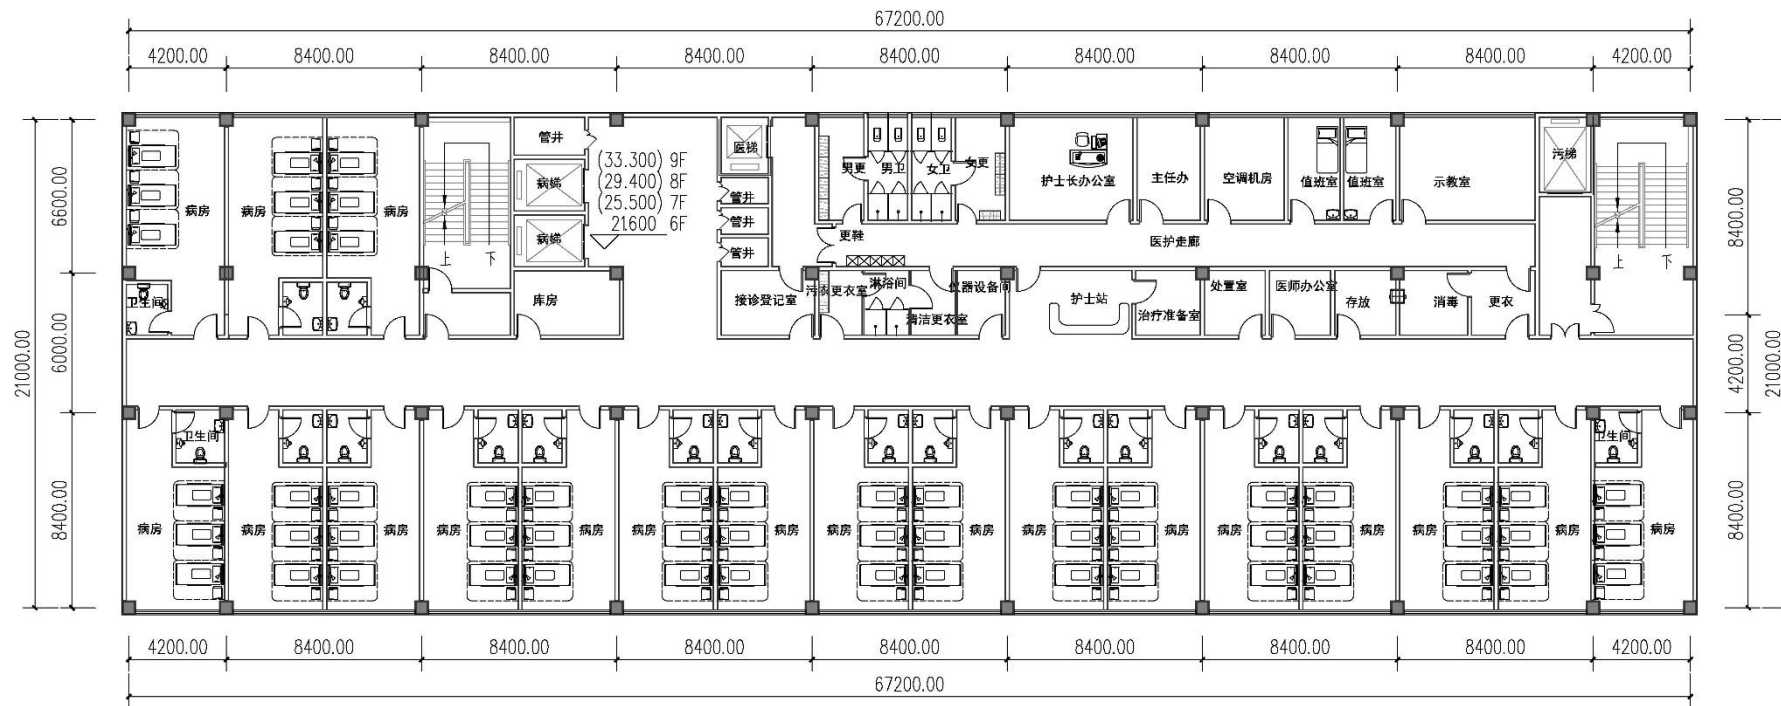 67200.00
4200.00 8400.00 8400.00 8400.00 8400.00 8400.00 8400.00 8400.00 4200.00
管井
(33.300) 9F
(29.400) 8F
(25.500) 7F
21.600 6F
病梯
病梯
医梯
管井
管井
管井
男更
男卫
女卫
女更
护士长办公室
主任办
空调机房
值班室
值班室
示教室
污梯
病房
病房
病房
上 下
更鞋
医护走廊
上 下
卫生间
库房
接诊登记室
污衣更衣室
淋浴间
清洁更衣室
仪器设备间
护士站
治疗准备室
处置室
医师办公室
存放
消毒
更衣
6600.00
6000.00
8400.00
21000.00
8400.00
4200.00
8400.00
21000.00
卫生间
卫生间
病房 病房 病房 病房 病房 病房 病房 病房 病房 病房 病房 病房 病房 病房 病房 病房
4200.00 8400.00 8400.00 8400.00 8400.00 8400.00 8400.00 8400.00 4200.00
67200.00